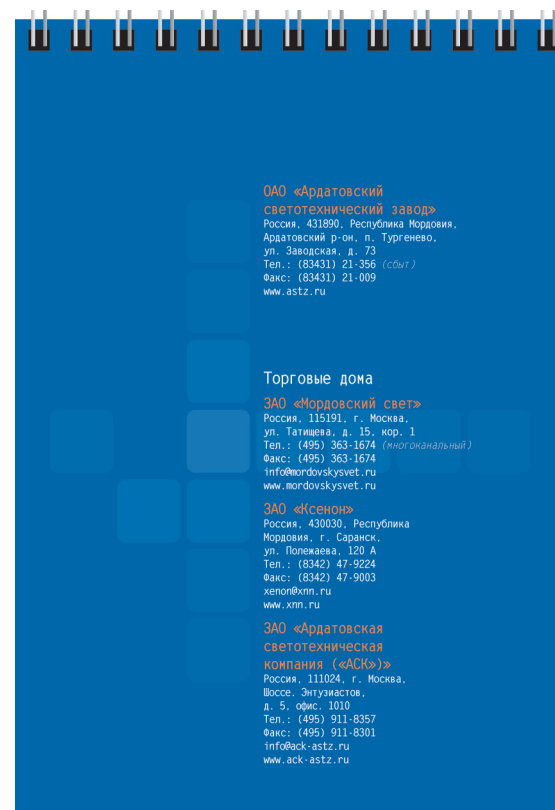 ОАО «Ардатовский
светотехнический завод»
Россия, 431890, Республика Мордовия,
Ардатовский р-он, п. Тургенево,
ул. Заводская, д. 73
Тел.: (83431) 21-356 (сбыт)
Факс: (83431) 21-009
www.astz.ru
Торговые дома
ЗАО «Мордовский свет»
Россия, 115191, г. Москва,
ул. Татищева, д. 15, кор. 1
Тел.: (495) 363-1674 (многоканальный)
Факс: (495) 363-1674
info@mordovskysvet.ru
www.mordovskysvet.ru
ЗАО «Ксенон»
Россия, 430030, Республика
Мордовия, г. Саранск,
ул. Полежаева, 120 А
Тел.: (8342) 47-9224
Факс: (8342) 47-9003
xenon@xnn.ru
www.xnn.ru
ЗАО «Ардатовская
светотехническая
компания («АСК»)»
Россия, 111024, г. Москва,
Шоссе. Энтузиастов,
д. 5, офис. 1010
Тел.: (495) 911-8357
Факс: (495) 911-8301
info@ack-astz.ru
www.ack-astz.ru